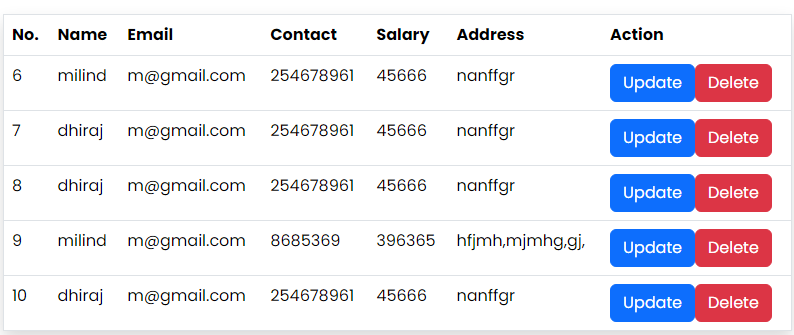 No. Name Email Contact Salary Address Action
6 milind m@gmail.com 254678961 45666 nanffgr Update Delete
7 dhiraj m@gmail.com 254678961 45666 nanffgr Update Delete
8 dhiraj m@gmail.com 254678961 45666 nanffgr Update Delete
9 milind m@gmail.com 8685369 396365 hfjmh,mjmhg,gj, Update Delete
10 dhiraj m@gmail.com 254678961 45666 nanffgr Update Delete